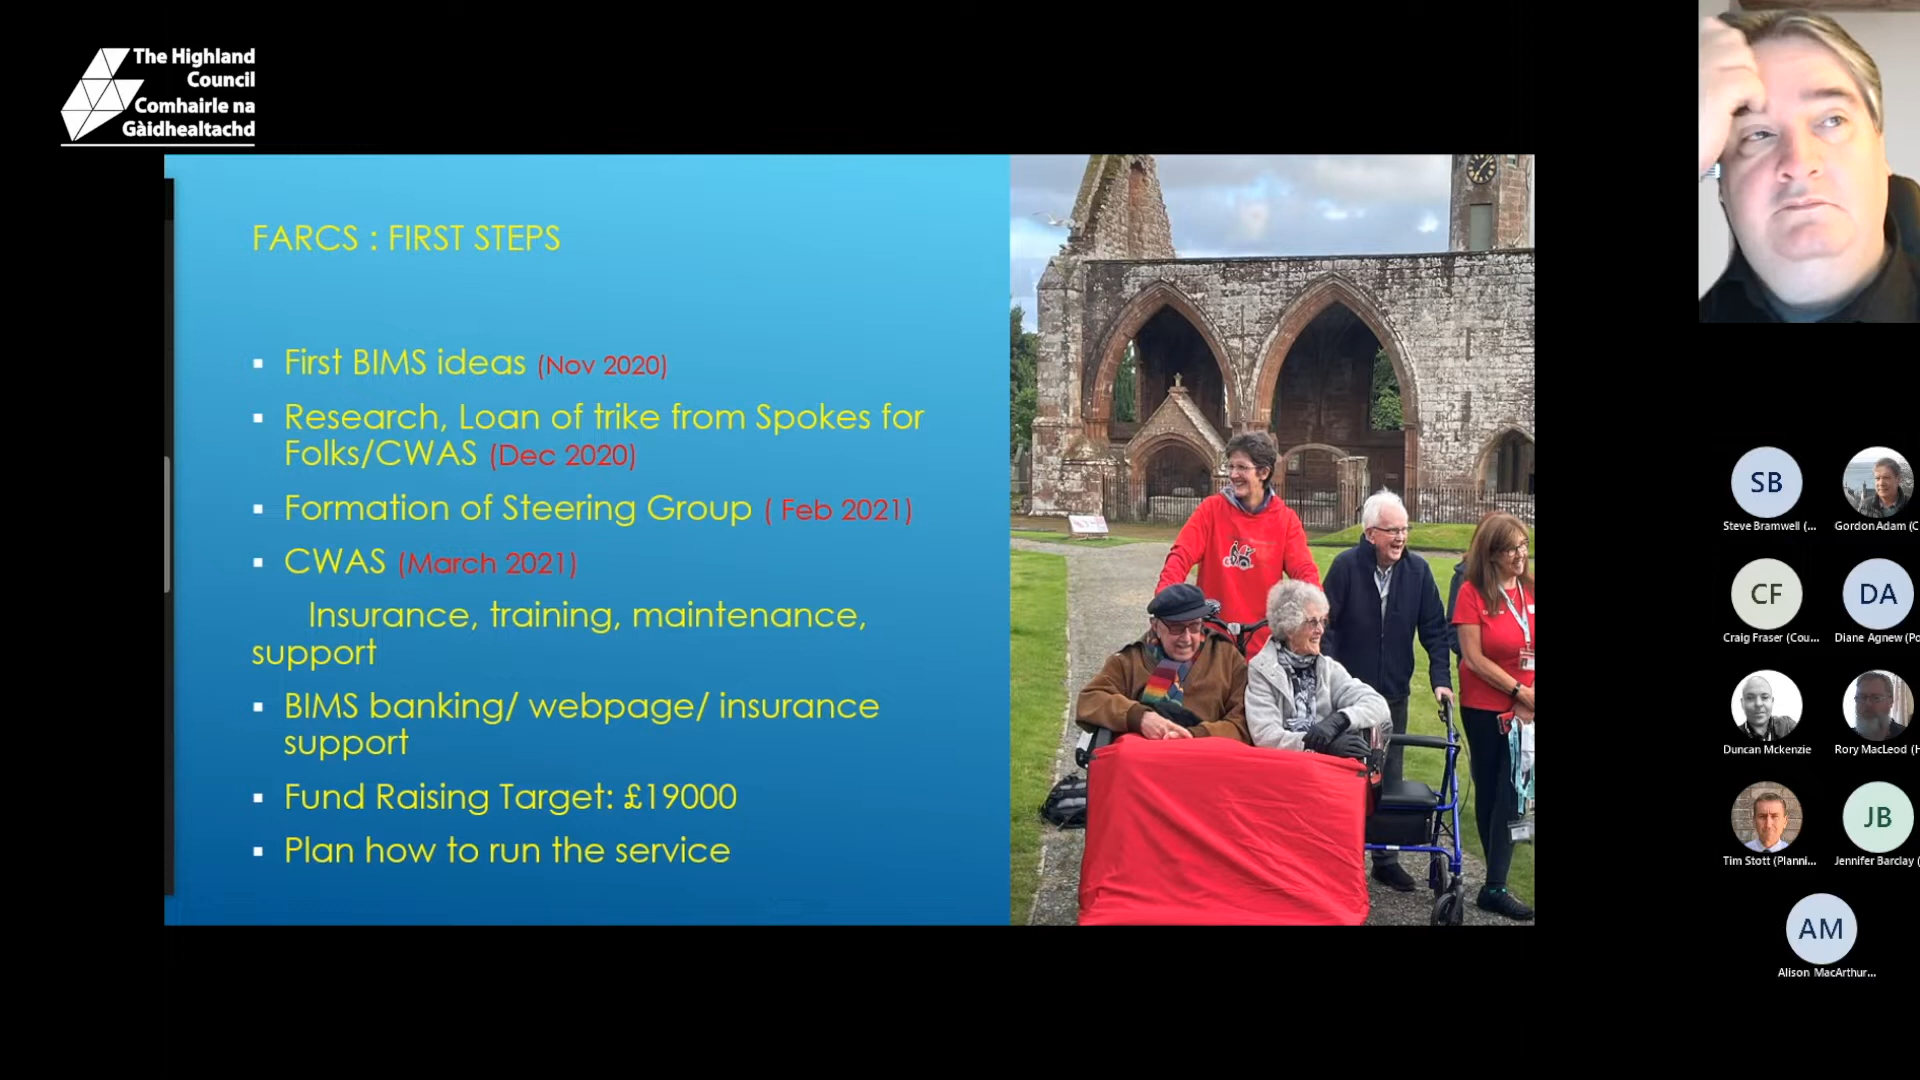 The Highland
Council
Comhairle na
Gàidhealtachd
FARCS : FIRST STEPS
First BIMS ideas (Nov 2020)
Research, Loan of trike from Spokes for
Folks/CWAS (Dec 2020)
Formation of Steering Group ( Feb 2021)
CWAS (March 2021)
Insurance, training, maintenance,
support
BIMS banking/ webpage/ insurance
support
Fund Raising Target: £19000
Plan how to run the service
SB
Steve Bramwell (...
Gordon Adam (C
CF
Craig Fraser (Cou...
DA
Diane Agnew (Po
Duncan Mckenzie
Rory MacLeod (H
Tim Stott (Planni...
JB
Jennifer Barclay (
AM
Alison MacArthur...